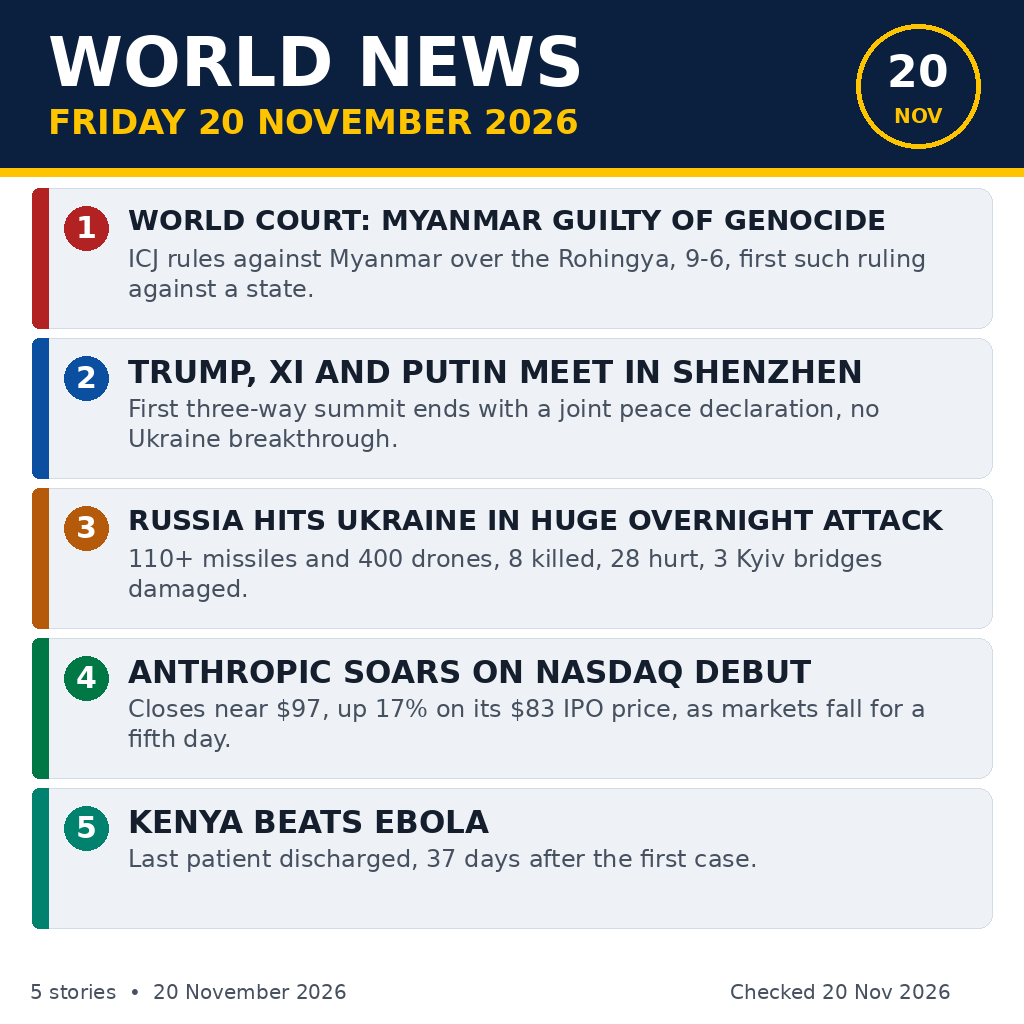 WORLD NEWS
FRIDAY 20 NOVEMBER 2026
20
NOV
1
WORLD COURT: MYANMAR GUILTY OF GENOCIDE
ICJ rules against Myanmar over the Rohingya, 9-6, first such ruling
against a state.
2
TRUMP, XI AND PUTIN MEET IN SHENZHEN
First three-way summit ends with a joint peace declaration, no
Ukraine breakthrough.
3
RUSSIA HITS UKRAINE IN HUGE OVERNIGHT ATTACK
110+ missiles and 400 drones, 8 killed, 28 hurt, 3 Kyiv bridges
damaged.
4
ANTHROPIC SOARS ON NASDAQ DEBUT
Closes near $97, up 17% on its $83 IPO price, as markets fall for a
fifth day.
5
KENYA BEATS EBOLA
Last patient discharged, 37 days after the first case.
5 stories • 20 November 2026
Checked 20 Nov 2026